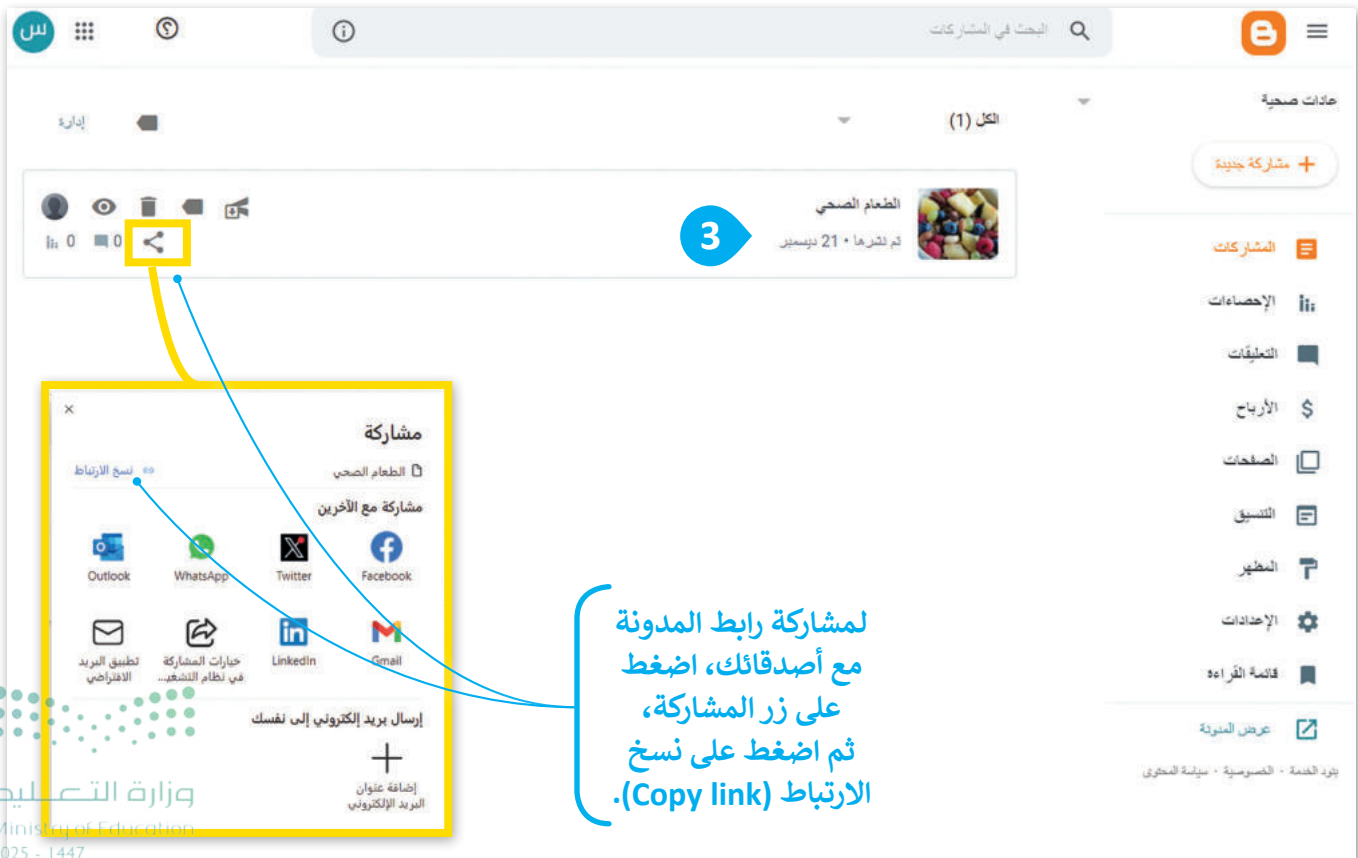 البحث في المشاركات
س
عادات صحية
مشاركة جديدة
المشاركات
الإحصاءات
التعليقات
الأرباح
$
الصفحات
التنسيق
المظهر
الإعدادات
قائمة القراءة
عرض المدونة
بنود الخدمة - الخصوصية - سياسة المحتوى
الكل (1)
إدارة
الطعام الصحي
تم نشرها • 21 ديسمبر
3
0
0
×
مشاركة
الطعام الصحي
نسخ الارتباط
مشاركة مع الآخرين
Facebook
Twitter
WhatsApp
Outlook
Gmail
LinkedIn
خيارات المشاركة
في نظام التشغيـ...
تطبيق البريد
الافتراضي
إرسال بريد إلكتروني إلى نفسك
إضافة عنوان
البريد الإلكتروني
لمشاركة رابط المدونة
مع أصدقائك، اضغط
على زر المشاركة،
ثم اضغط على نسخ
الارتباط (Copy link).
وزارة التعليم
Ministry of Education
2025 - 1447